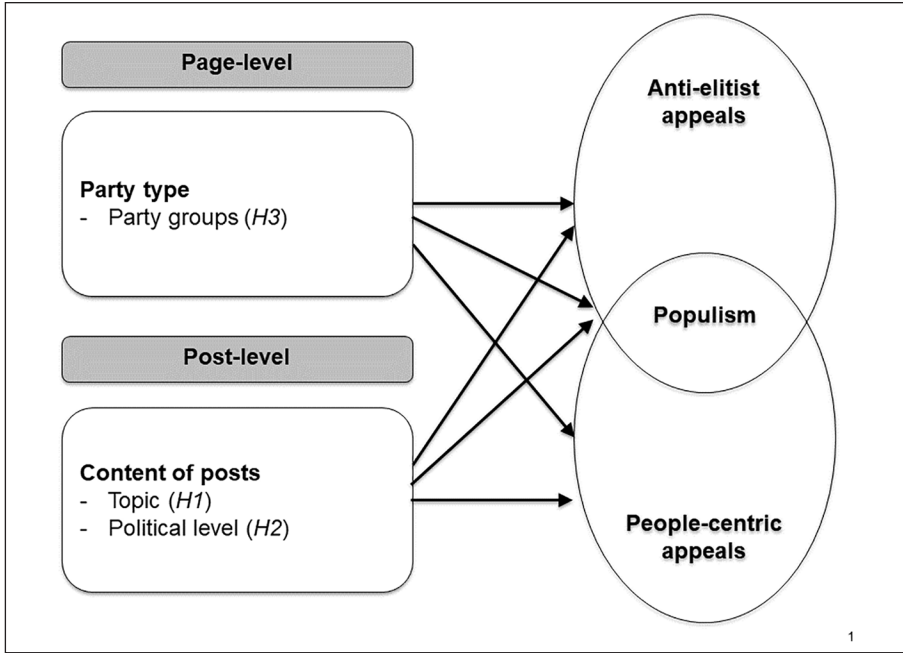 Page-level
Party type
- Party groups (H3)
Post-level
Content of posts
- Topic (H1)
- Political level (H2)
Anti-elitist
appeals
Populism
People-centric
appeals
1